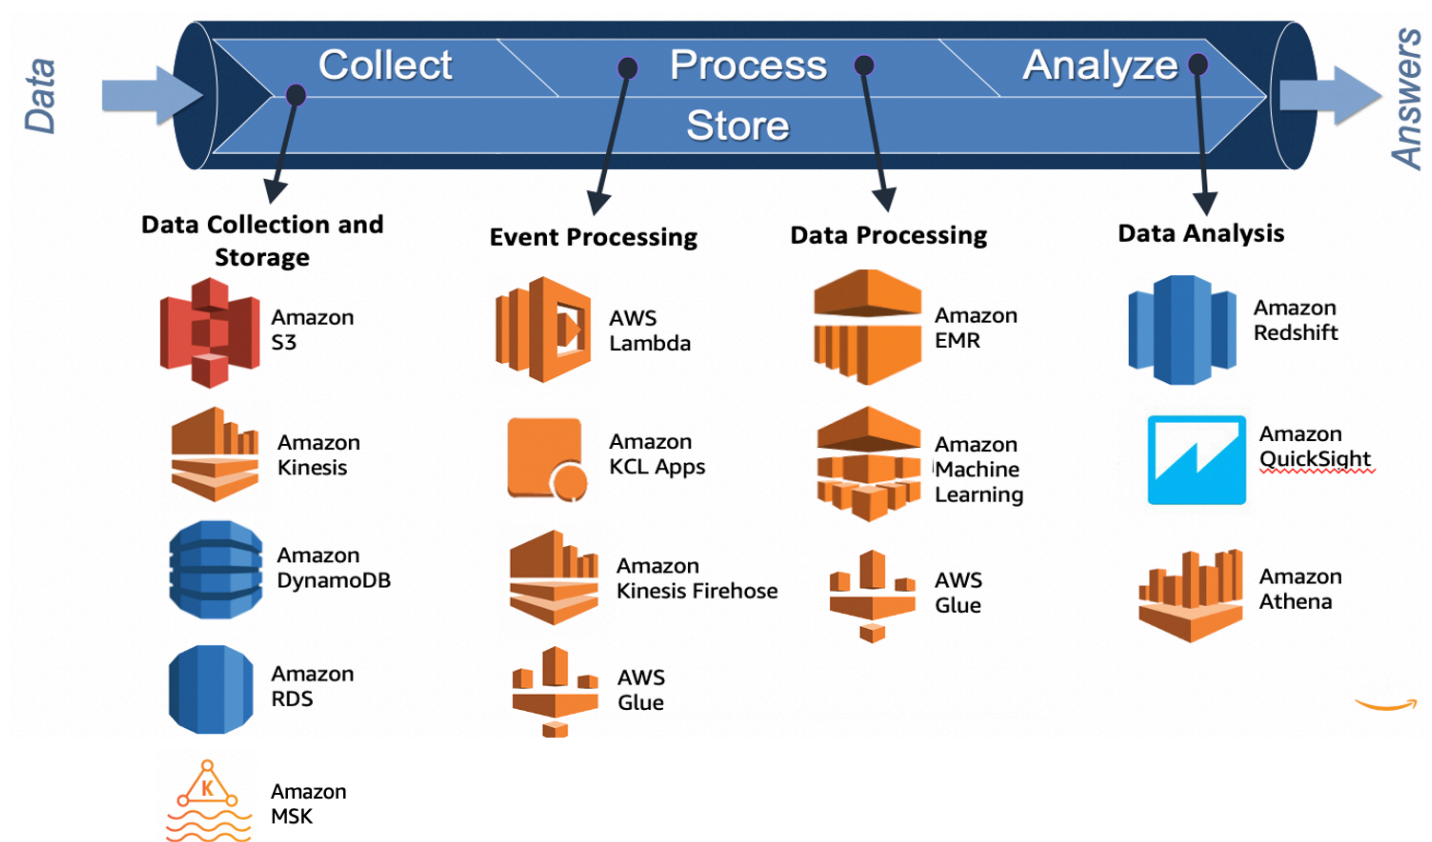 Data
Collect
Process
Analyze
Store
Answers
Data Collection and
Storage
Amazon
S3
Amazon
Kinesis
Amazon
DynamoDB
Amazon
RDS
K
Amazon
MSK
Event Processing
AWS
Lambda
Amazon
KCL Apps
Amazon
Kinesis Firehose
AWS
Glue
Data Processing
Amazon
EMR
Amazon
Machine
Learning
AWS
Glue
Data Analysis
Amazon
Redshift
Amazon
QuickSight
Amazon
Athena